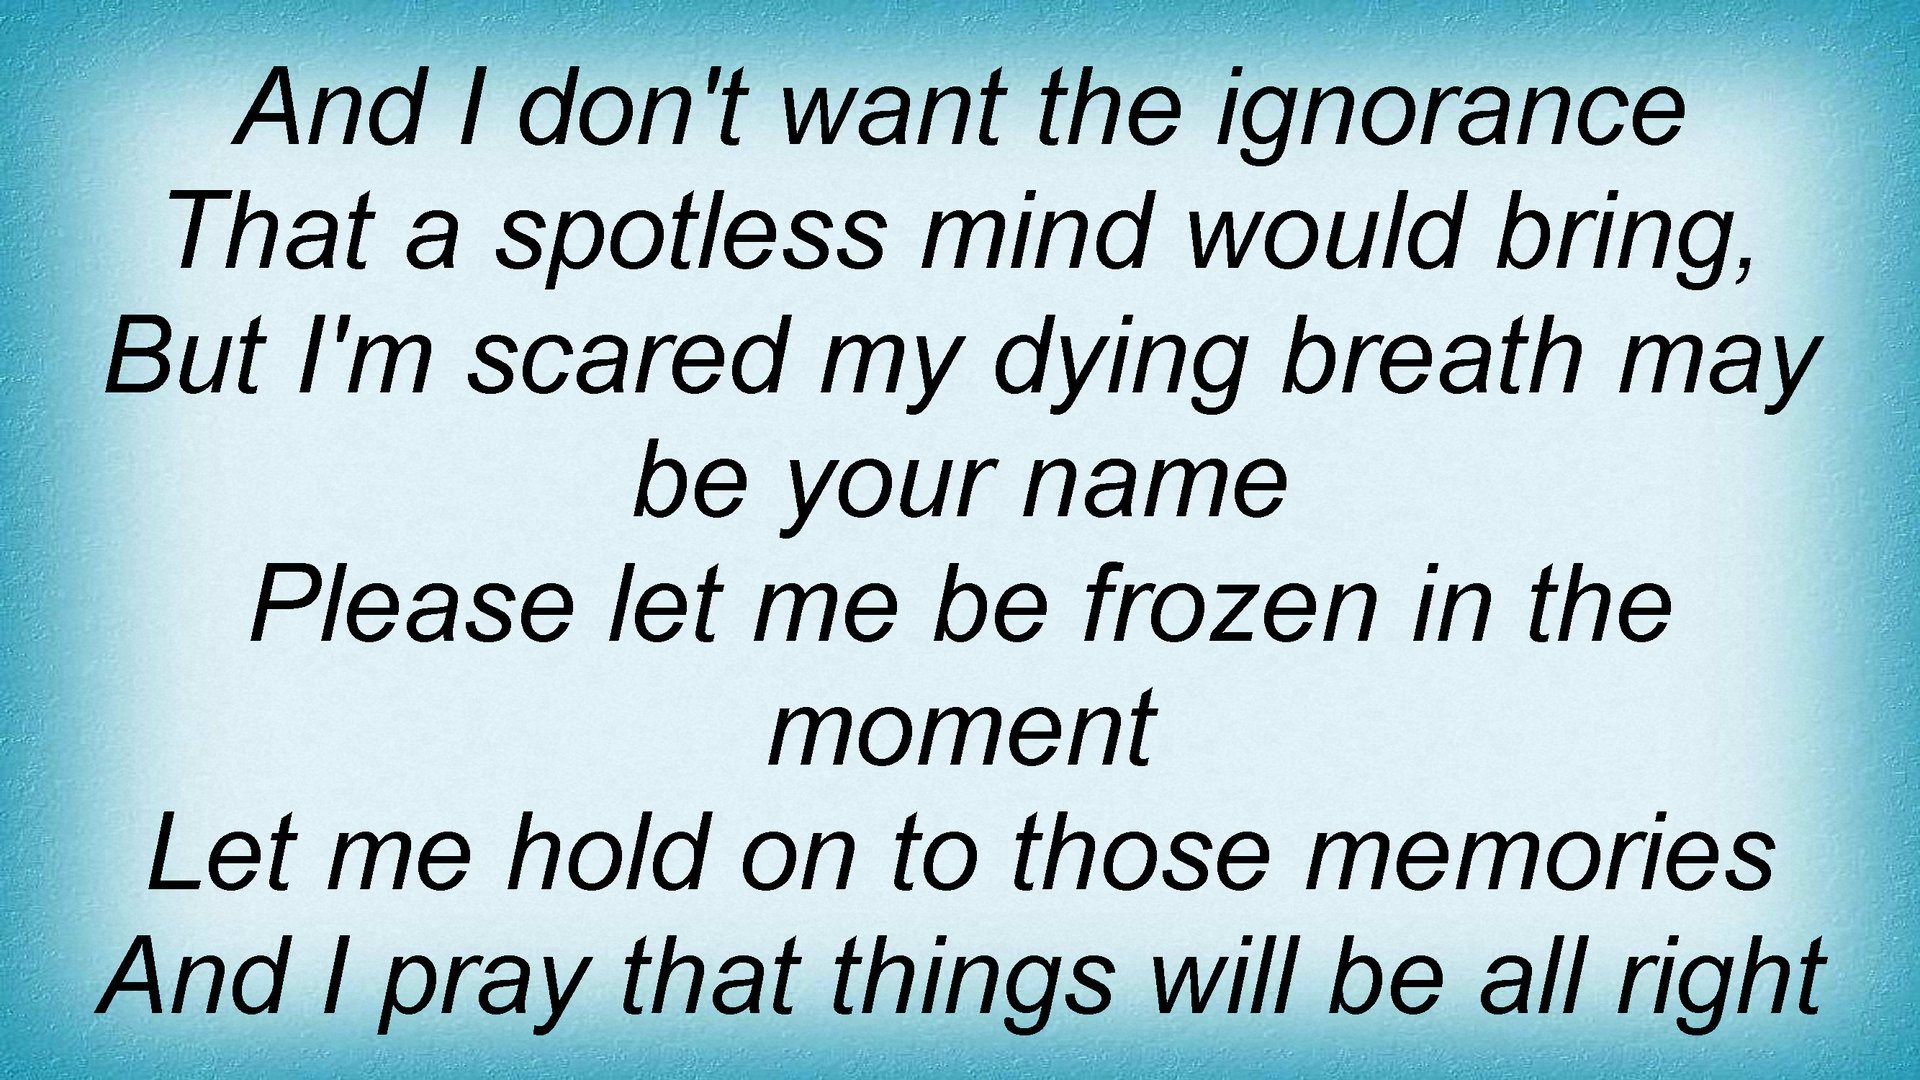 And I don't want the ignorance
That a spotless mind would bring,
But I'm scared my dying breath may
be your name
Please let me be frozen in the
moment
Let me hold on to those memories
And I pray that things will be all right